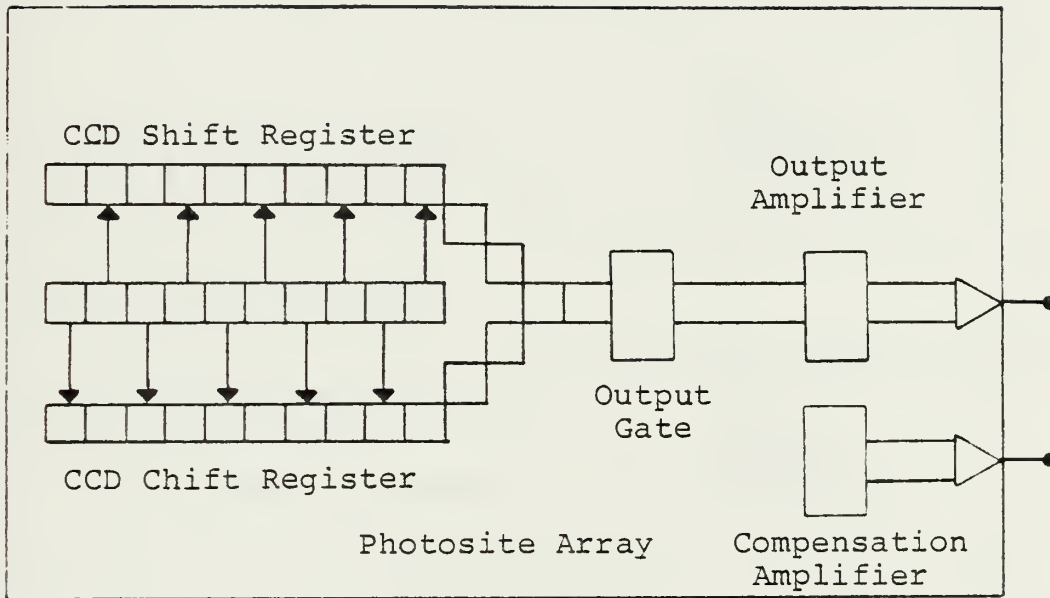 CCD Shift Register
Output
Amplifier
Output
Gate
CCD Chift Register
Photosite Array
Compensation
Amplifier